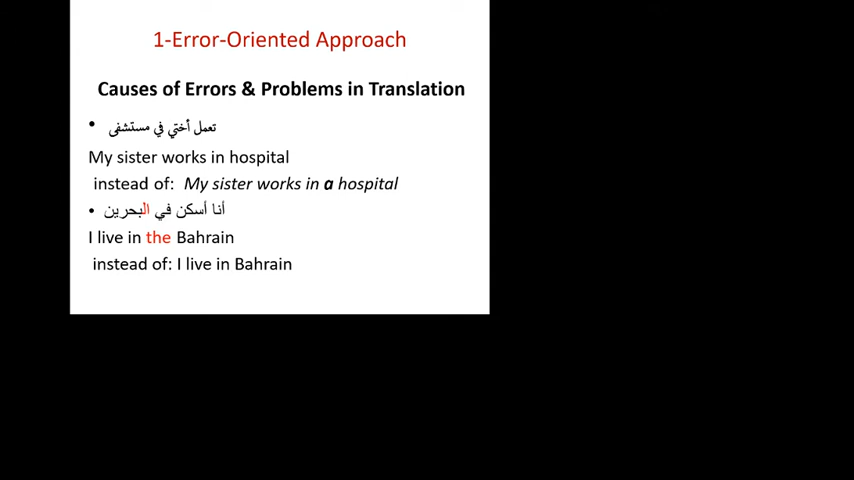 1-Error-Oriented Approach
Causes of Errors & Problems in Translation
• تعمل أختي في مستشفى
My sister works in hospital
instead of: My sister works in a hospital
• أنا أسكن في البحرين
I live in the Bahrain
instead of: I live in Bahrain